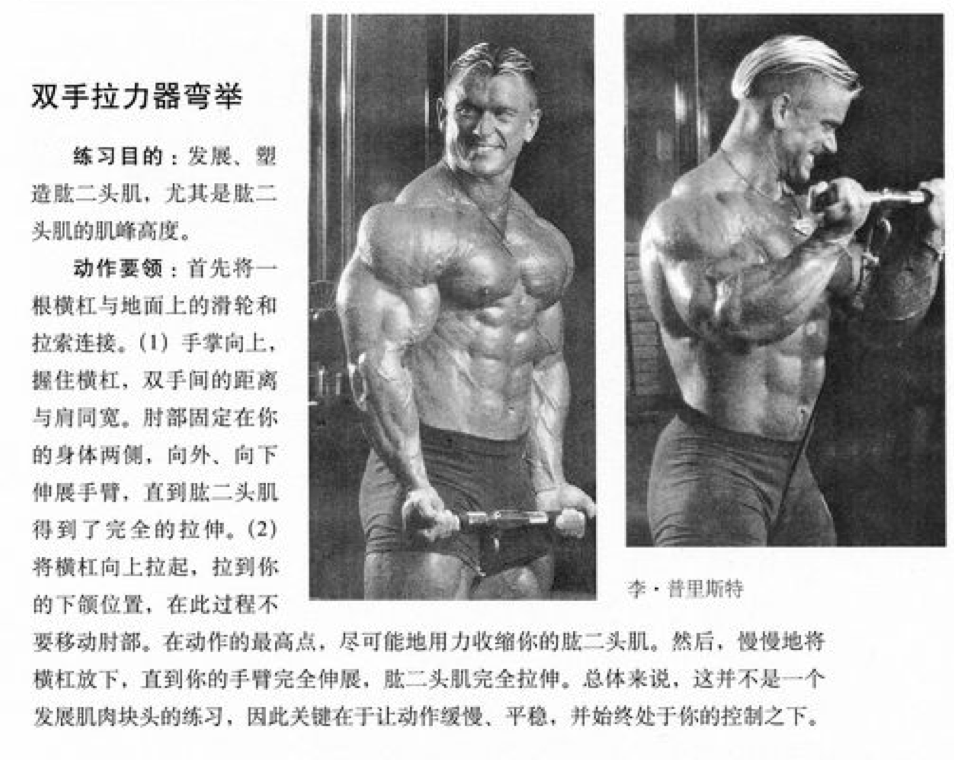 双手拉力器弯举
练习目的：发展、塑
造肱二头肌，尤其是肱二
头肌的肌峰高度。
动作要领：首先将一
根横杠与地面上的滑轮和
拉索连接。（1）手掌向上，
握住横杠，双手间的距离
与肩同宽。肘部固定在你
的身体两侧，向外、向下
伸展手臂，直到肱二头肌
得到了完全的拉伸。（2）
将横杠向上拉起，拉到你
的下颌位置，在此过程不
要移动肘部。在动作的最高点，尽可能地用力收缩你的肱二头肌。然后，慢慢地将
横杠放下，直到你的手臂完全伸展，肱二头肌完全拉伸。总体来说，这并不是一个
发展肌肉块头的练习，因此关键在于让动作缓慢、平稳，并始终处于你的控制之下。
李·普里斯特